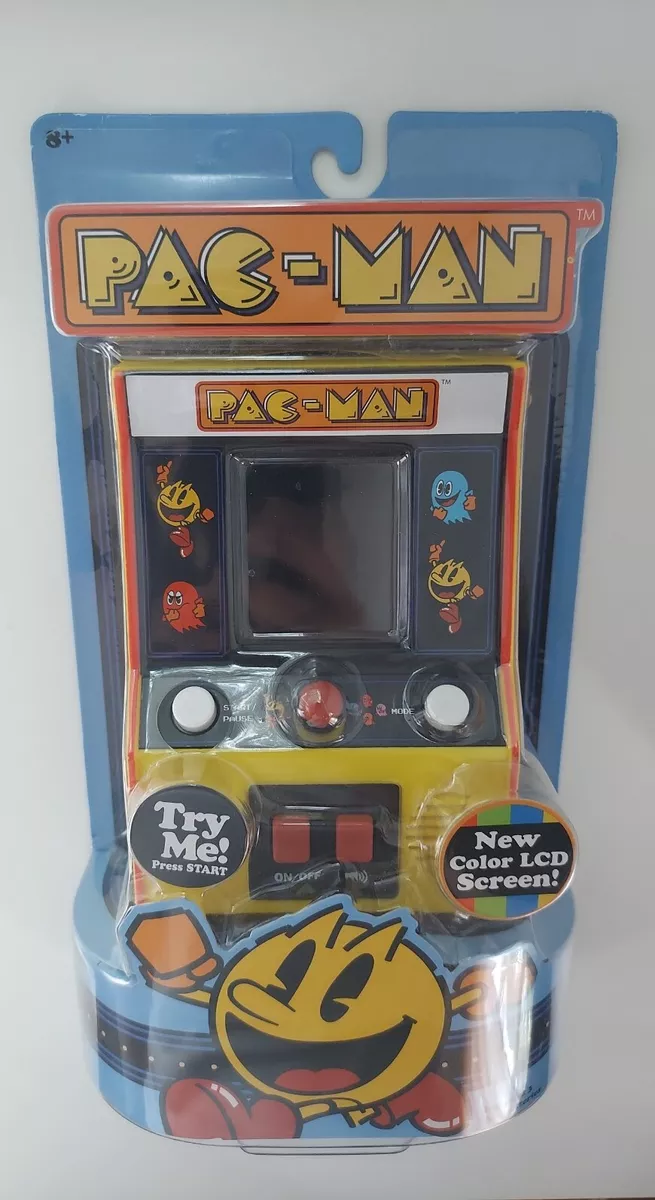 8+
PAC-MAN TM
PAC-MAN TM
START/
PAUSE
MODE
Try
Me!
Press START
New
Color LCD
Screen!
ON/OFF